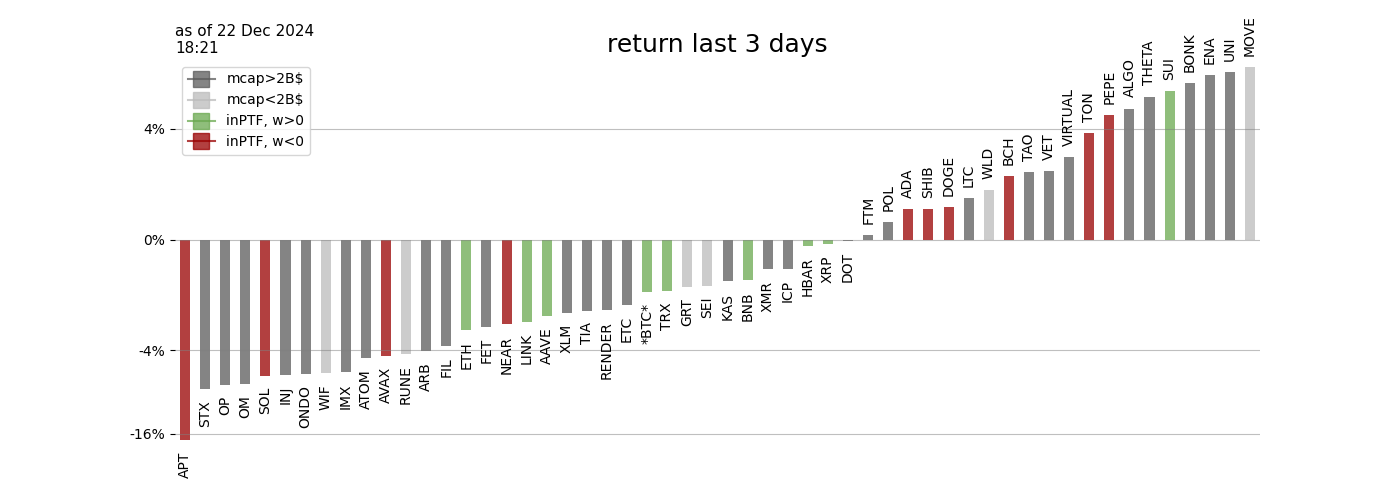 as of 22 Dec 2024
18:21
return last 3 days
mcap>2B$
mcap<2B$
inPTF, w>0
inPTF, w<0
4%
0%
-4%
-16%
APT
STX
OP
OM
SOL
INJ
ONDO
WIF
IMX
ATOM
AVAX
RUNE
ARB
FIL
ETH
FET
NEAR
LINK
AAVE
XLM
TIA
RENDER
ETC
*BTC*
TRX
GRT
SEI
KAS
BNB
XMR
ICP
HBAR
XRP
DOT
FTM
POL
ADA
SHIB
DOGE
LTC
WLD
BCH
TAO
VET
VIRTUAL
TON
PEPE
ALGO
THETA
SUI
BONK
ENA
UNI
MOVE